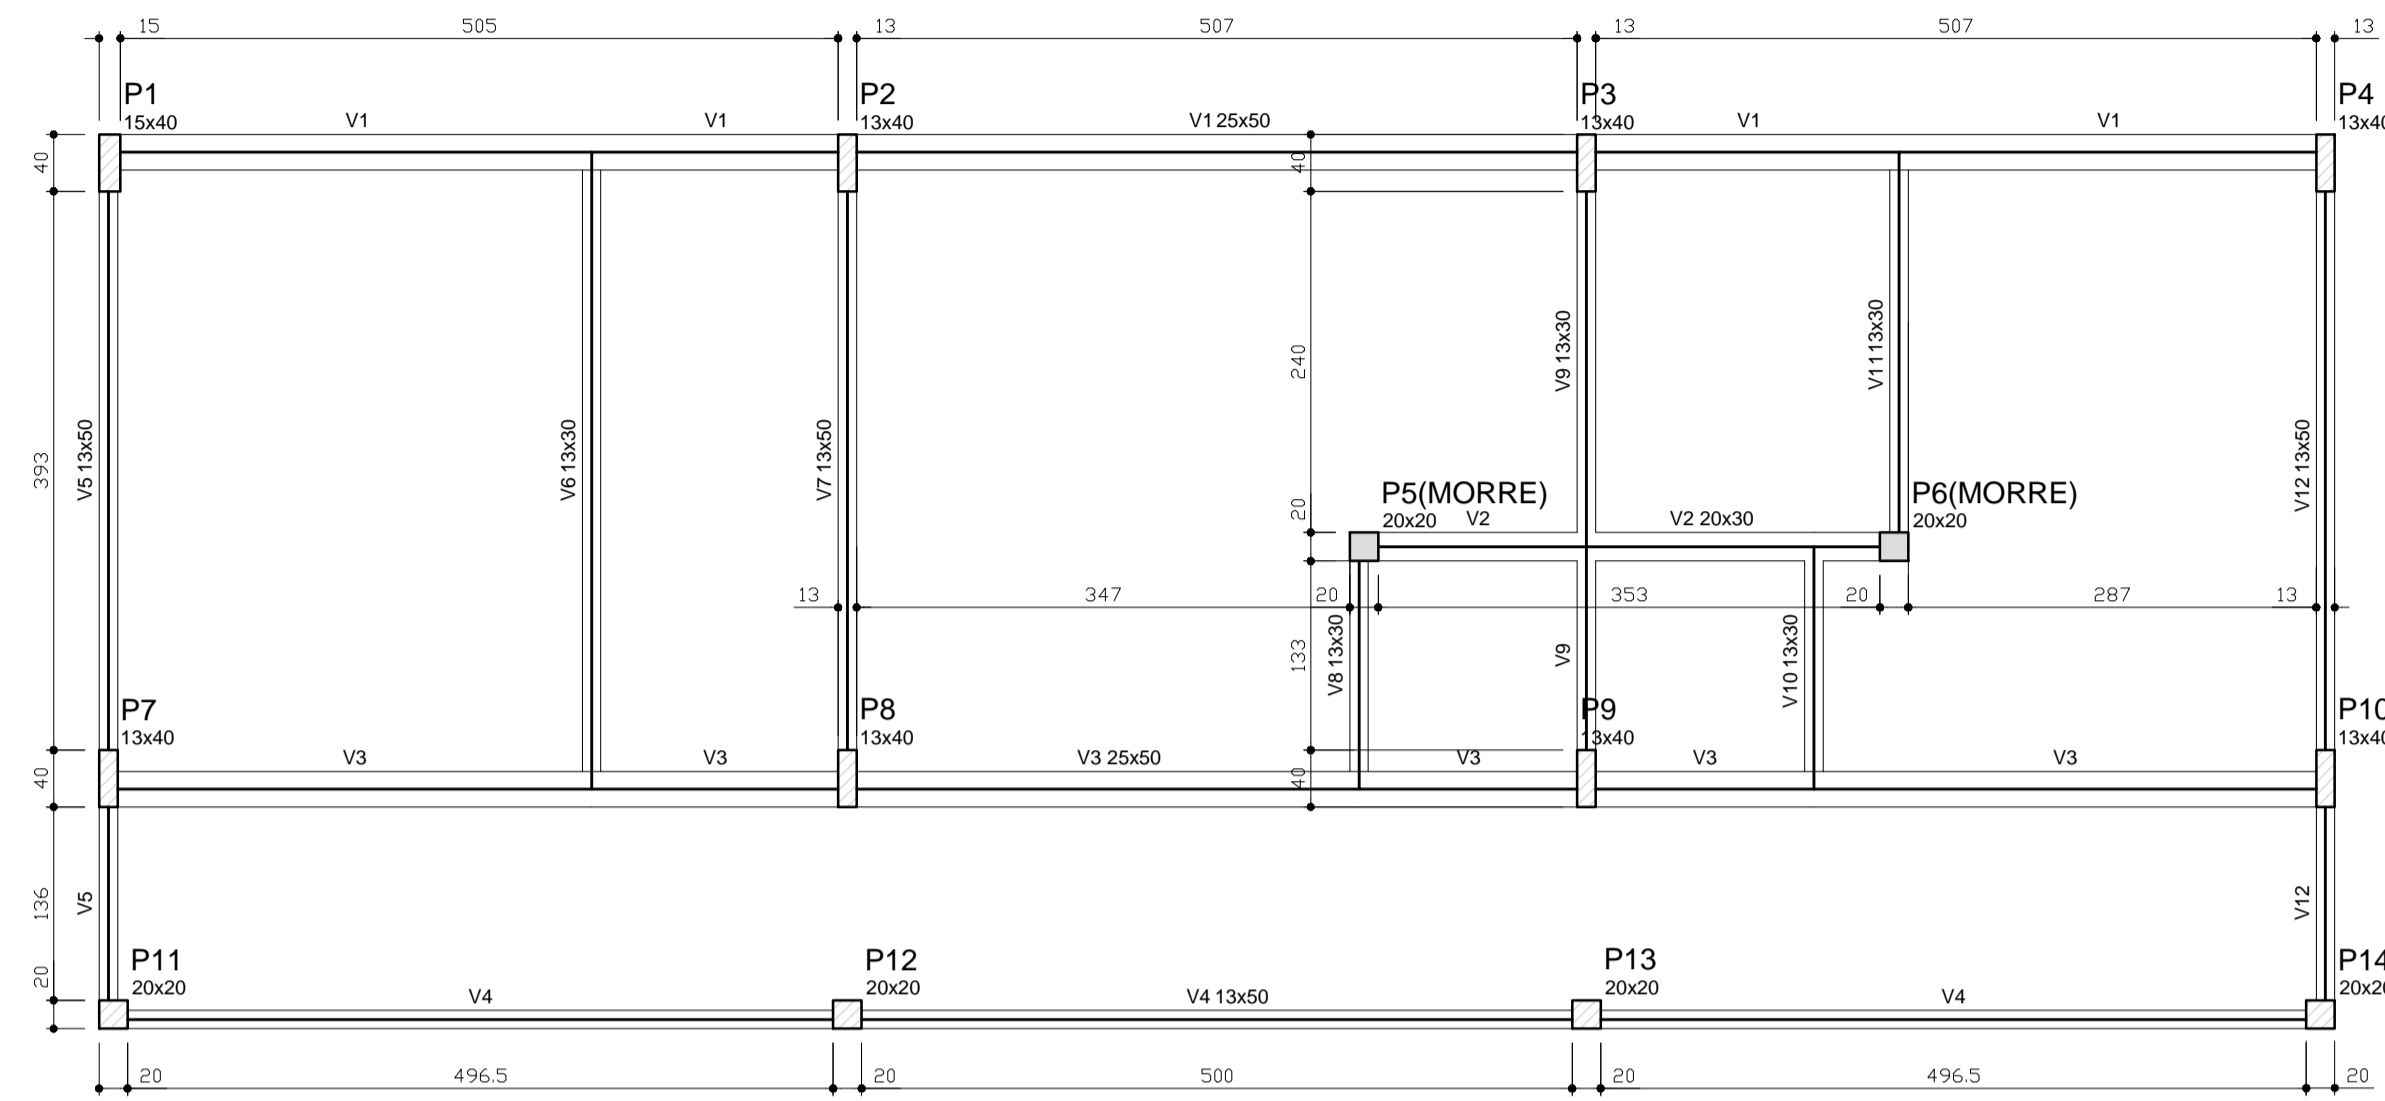 15 505 13 507 13 507 13
P1 P2 P3 P4
15x40 V1 V1 13x40 V1 25x50 13x40 V1 V1 13x40
40 40
V5 13x50 V6 13x30 V7 13x50 V9 13x30 V11 13x30 V12 13x50
393 240
20
P5(MORRE) P6(MORRE)
20x20 V2 V2 20x30 20x20
13 347 20 353 20 287 13
133 V8 13x30 V9 V10 13x30
P7 P8 P9 P10
13x40 13x40 13x40 13x40
V3 V3 V3 25x50 V3 V3 V3
40 40
136 V5 V12
P11 P12 P13 P14
20x20 20x20 20x20 20x20
20 V4 V4 13x50 V4
20 496.5 20 500 20 496.5 20